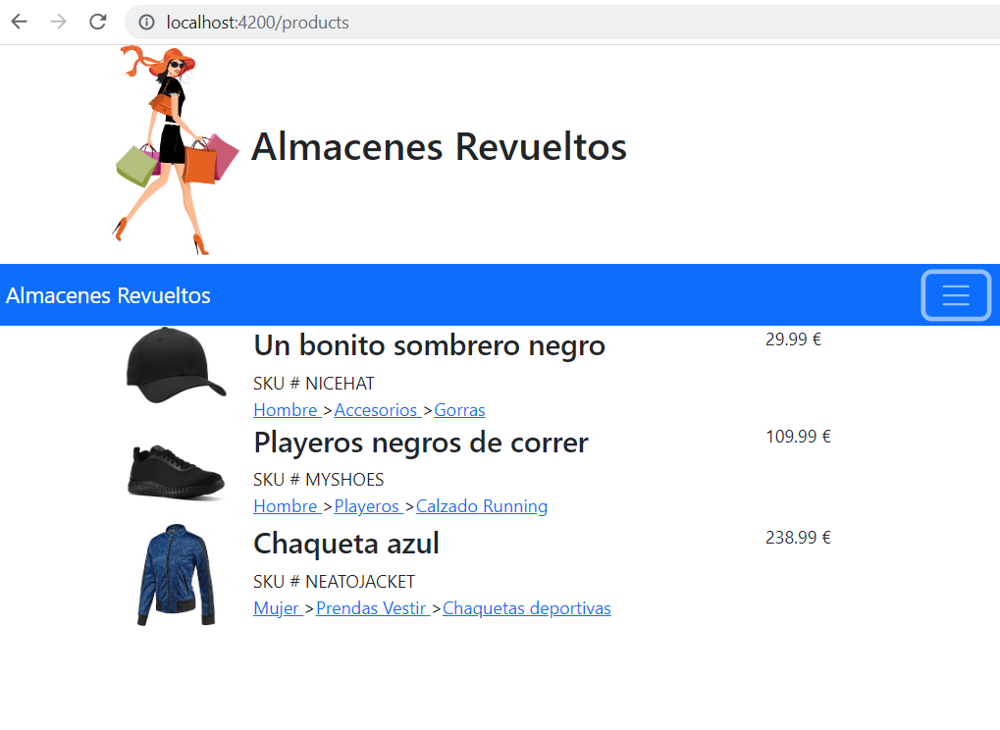 localhost:4200/products
Almacenes Revueltos
Almacenes Revueltos
Un bonito sombrero negro
29.99 €
SKU # NICEHAT
Hombre >Accesorios >Gorras
Playeros negros de correr
109.99 €
SKU # MYSHOES
Hombre >Playeros >Calzado Running
Chaqueta azul
238.99 €
SKU # NEATOJACKET
Mujer >Prendas Vestir >Chaquetas deportivas